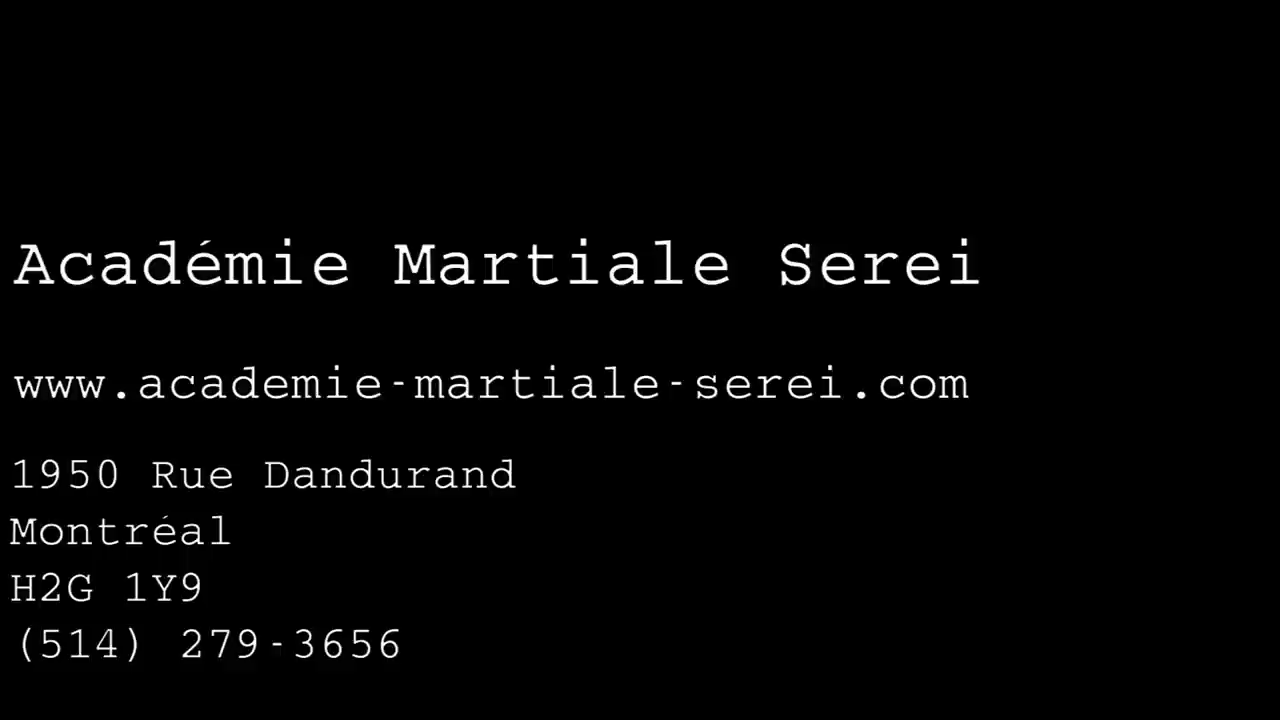 Académie Martiale Serei
www.academie-martiale-serei.com
1950 Rue Dandurand
Montréal
H2G 1Y9
(514) 279-3656